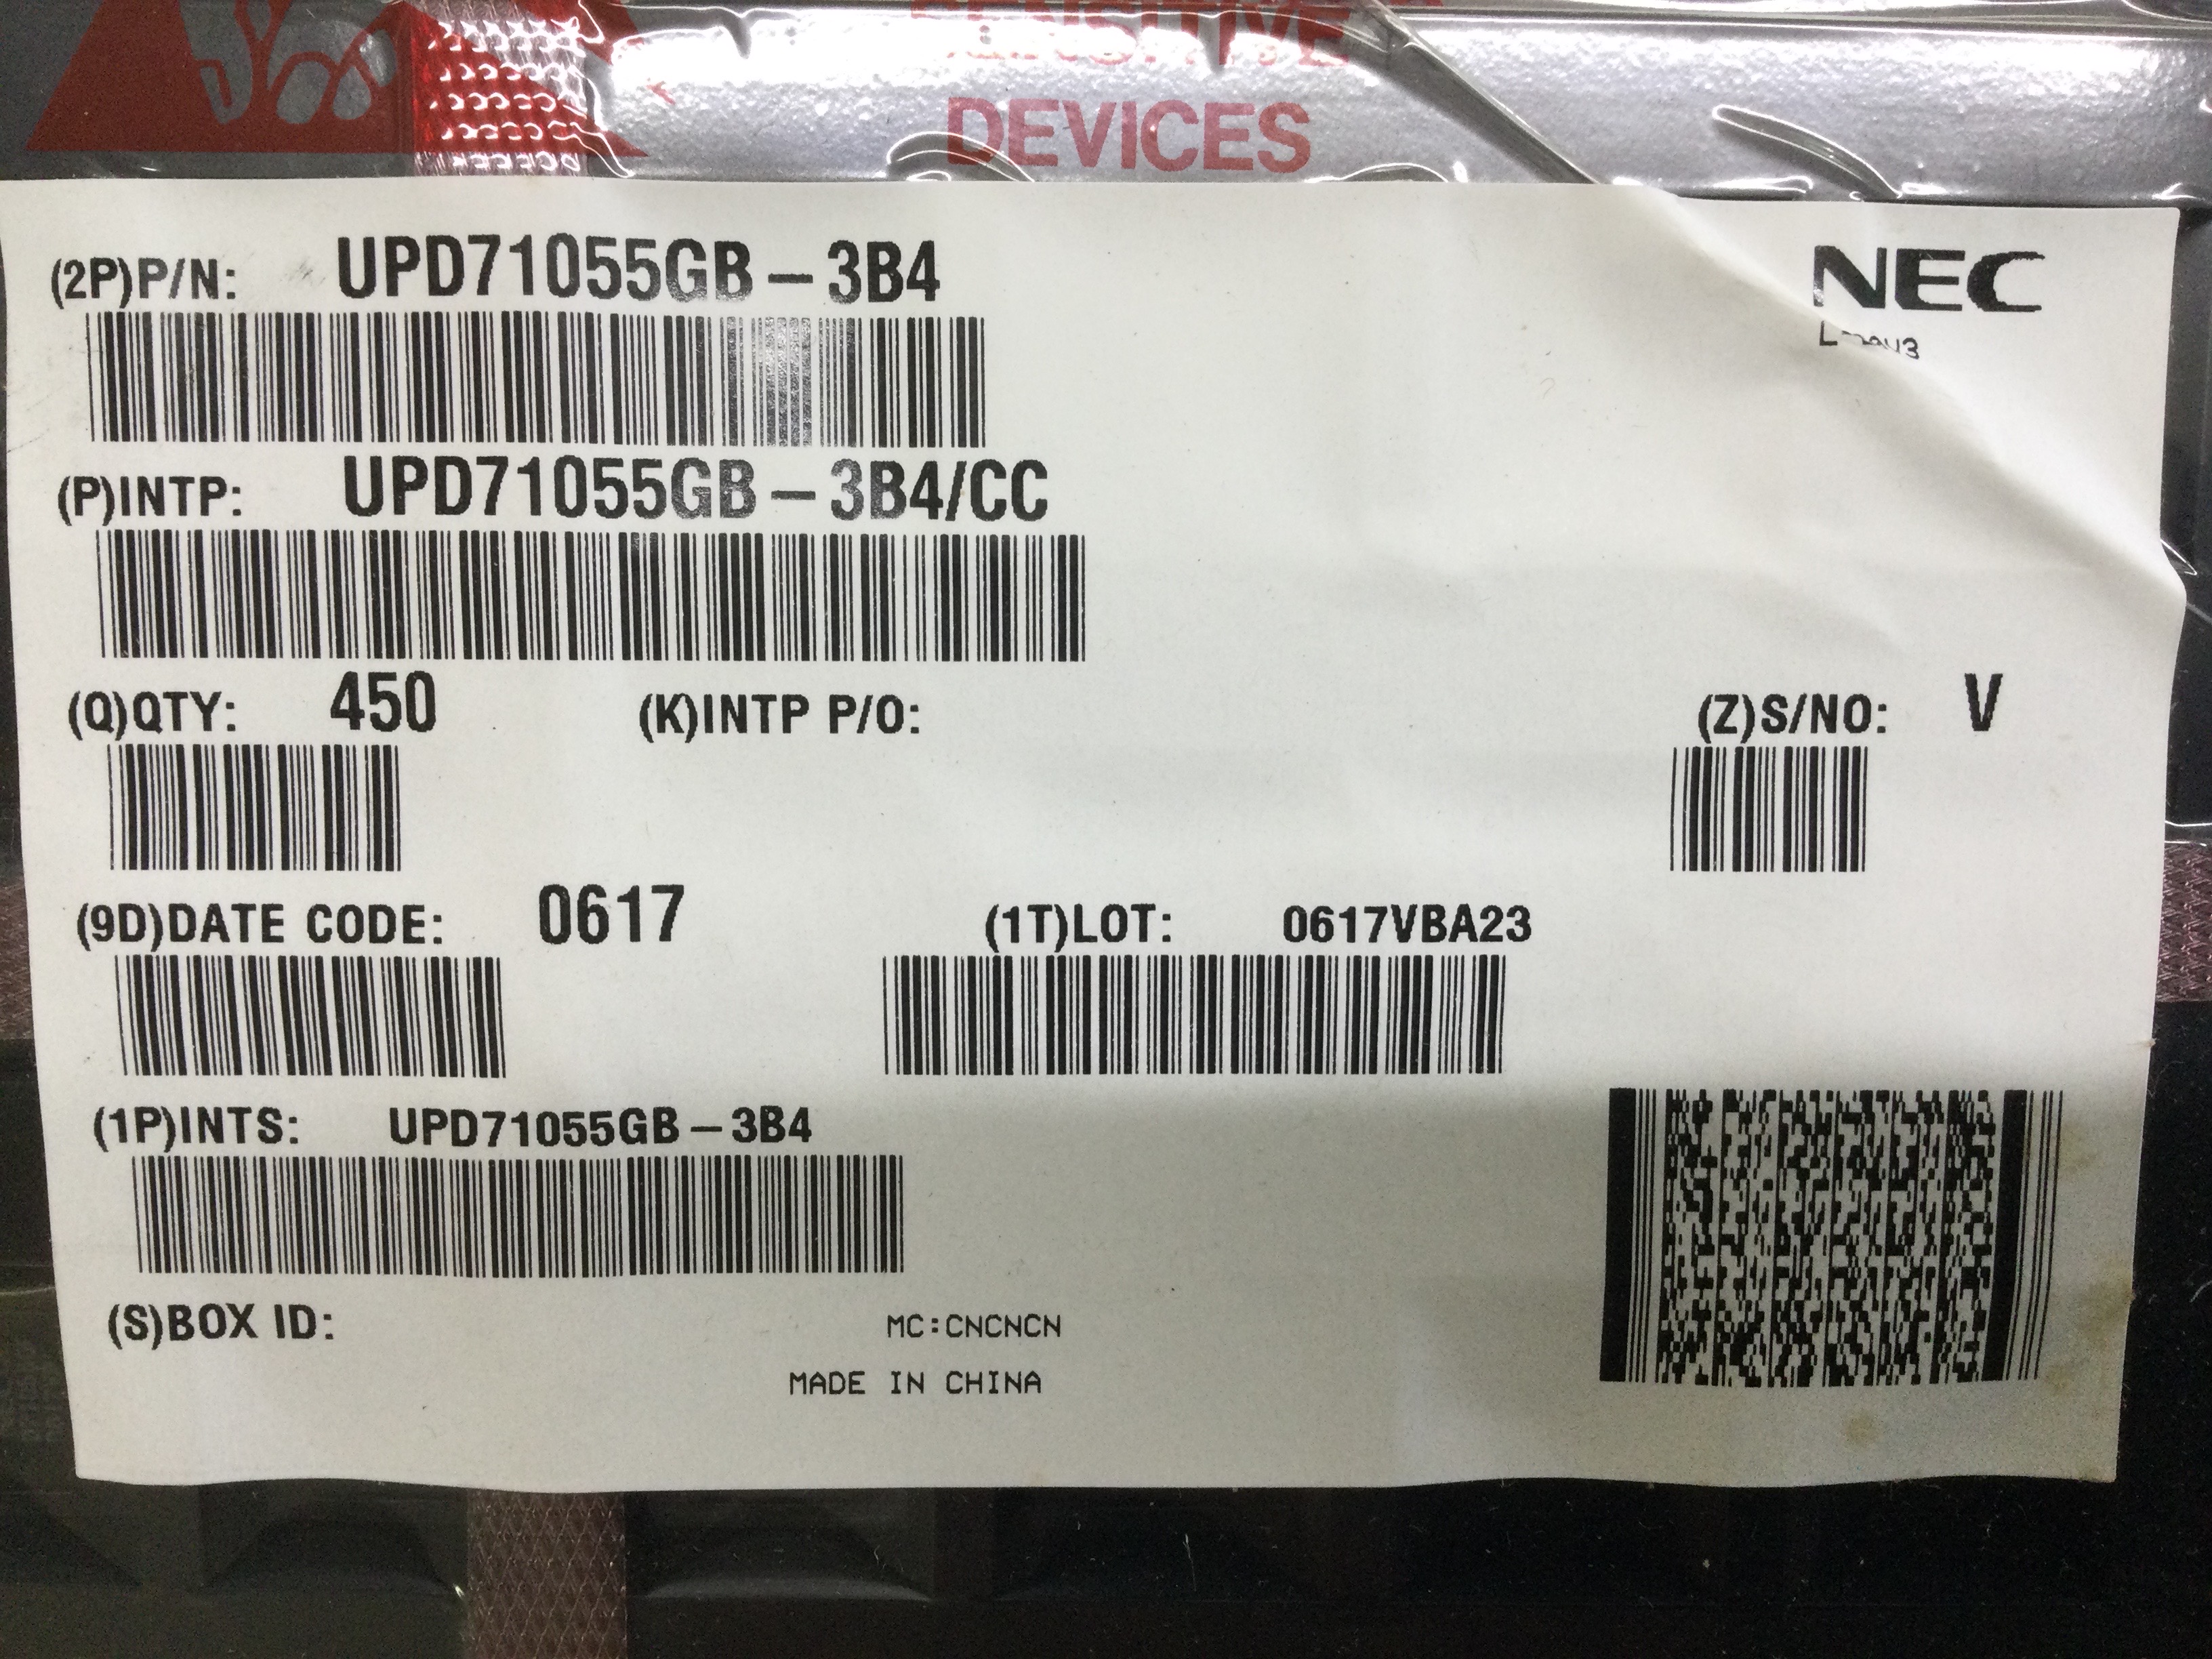 SENSITIVE
DEVICES
(2P)P/N: UPD71055GB-3B4
NEC
(P)INTP: UPD71055GB-3B4/CC
(Q)QTY: 450 (K)INTP P/O: (Z)S/NO: V
(9D)DATE CODE: 0617 (1T)LOT: 0617VBA23
(1P)INTS: UPD71055GB-3B4
(S)BOX ID: MC:CNCNCN
MADE IN CHINA